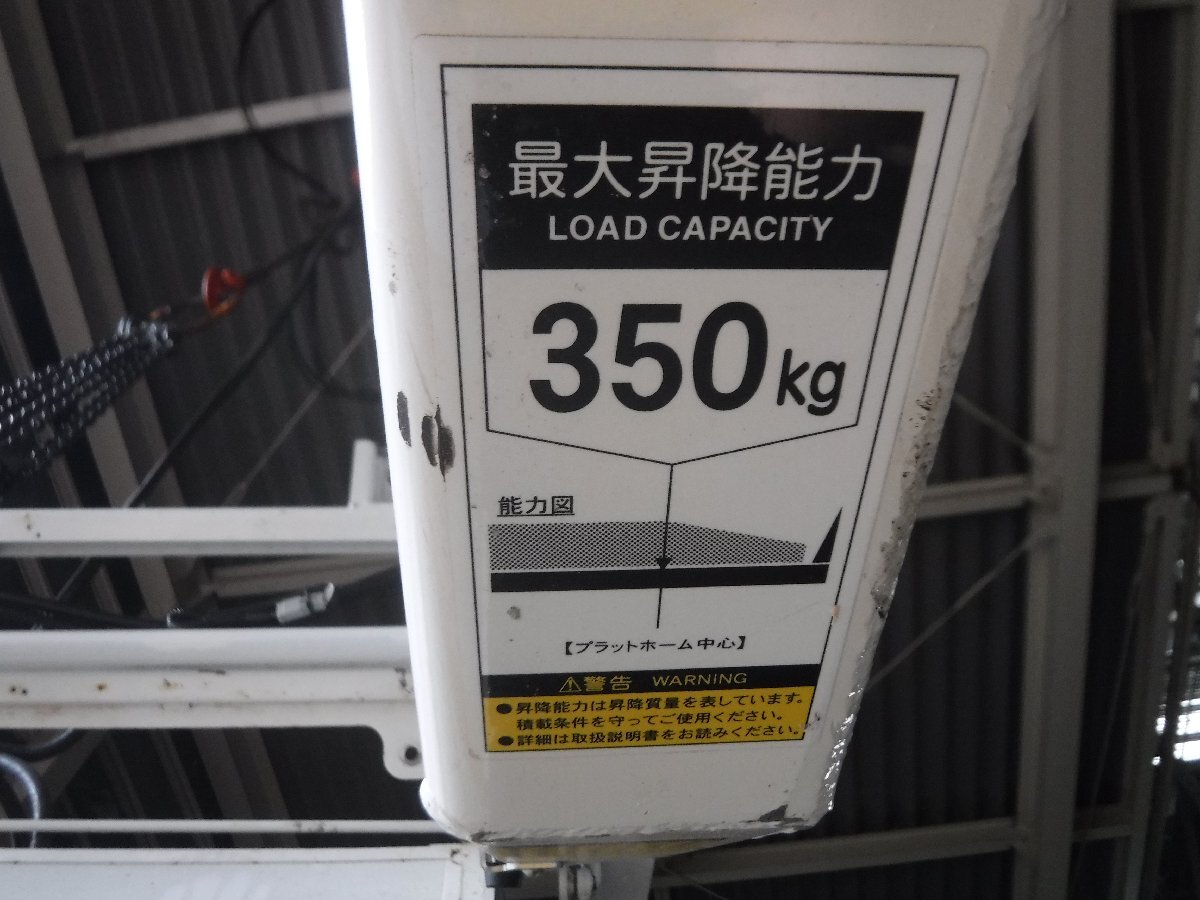 最大昇降能力
LOAD CAPACITY
350kg
能力図
【プラットホーム中心】
⚠警告 WARNING
●昇降能力は昇降質量を表しています。
積載条件を守ってご使用ください。
●詳細は取扱説明書をお読みください。